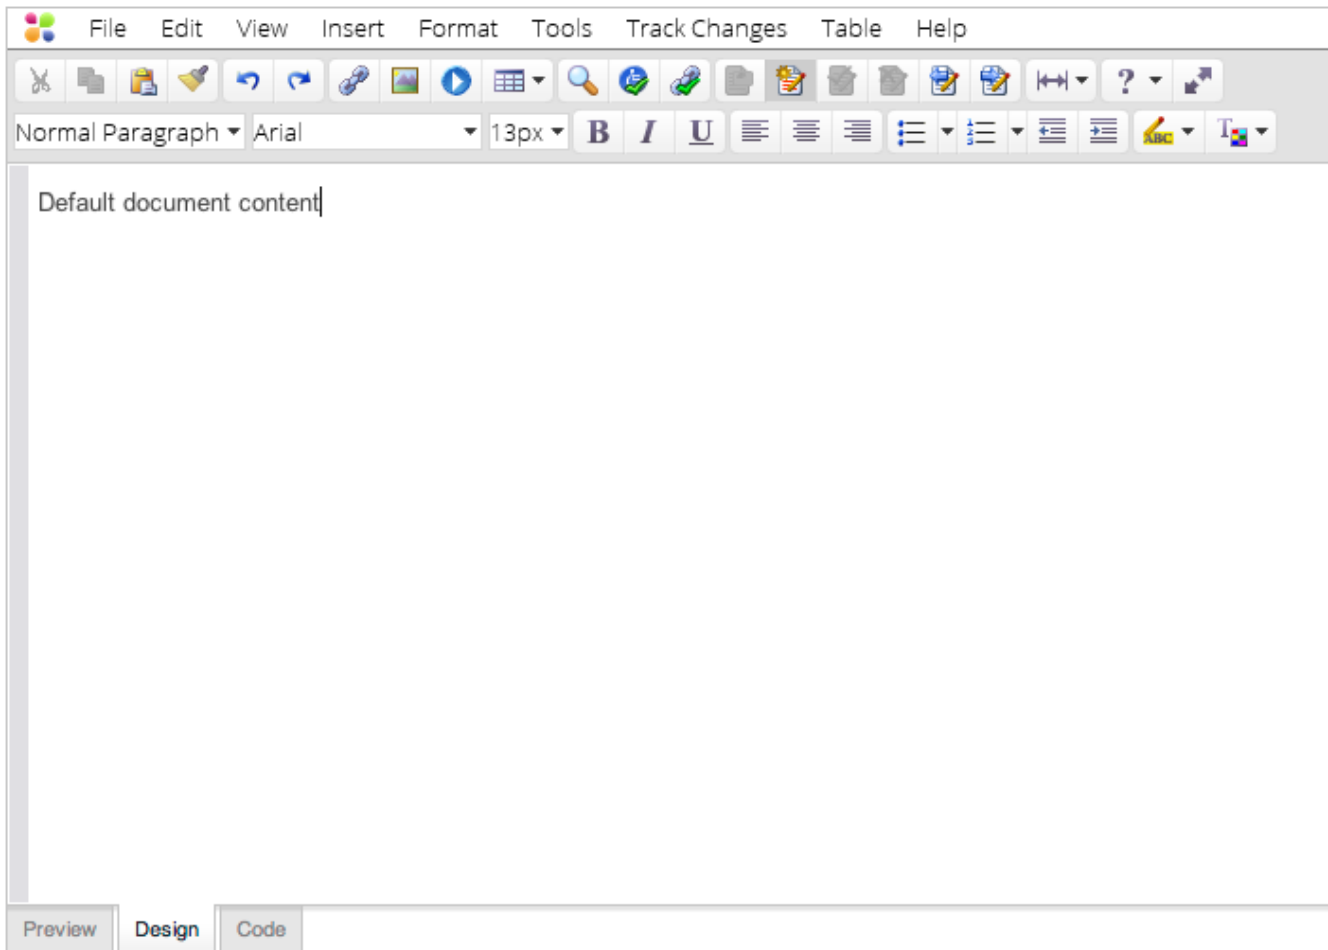 File Edit View Insert Format Tools Track Changes Table Help
?
Normal Paragraph Arial 13px B I U ABC T
Default document content
Preview Design Code